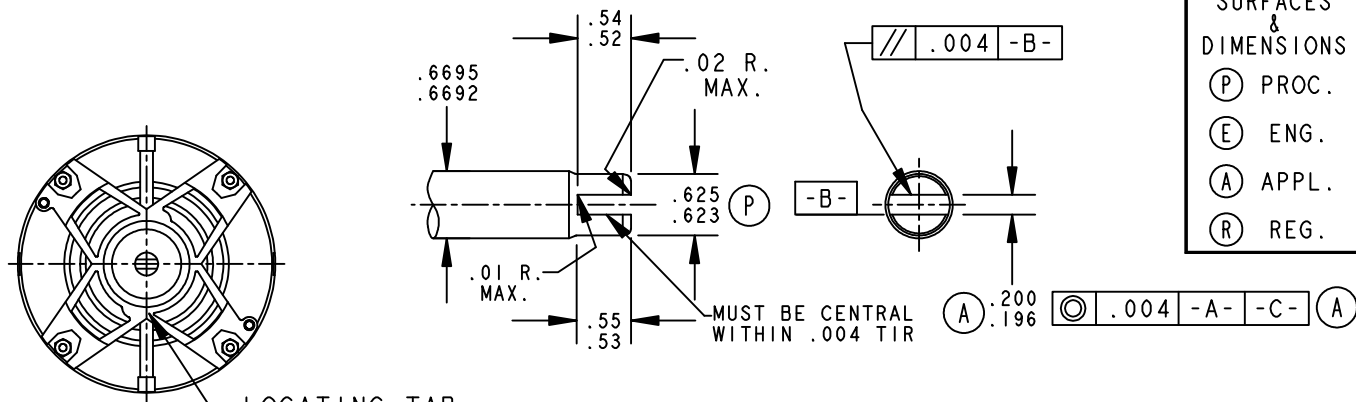 .54
.52
.02 R.
MAX.
.6695
.6692
.625
.623 P
.01 R.
MAX.
.55
.53
MUST BE CENTRAL
WITHIN .004 TIR
// .004 -B-
-B-
A .200
.196
◎ .004 -A- -C- A
SURFACES
&
DIMENSIONS
P PROC.
E ENG.
A APPL.
R REG.
LOCATING TAB